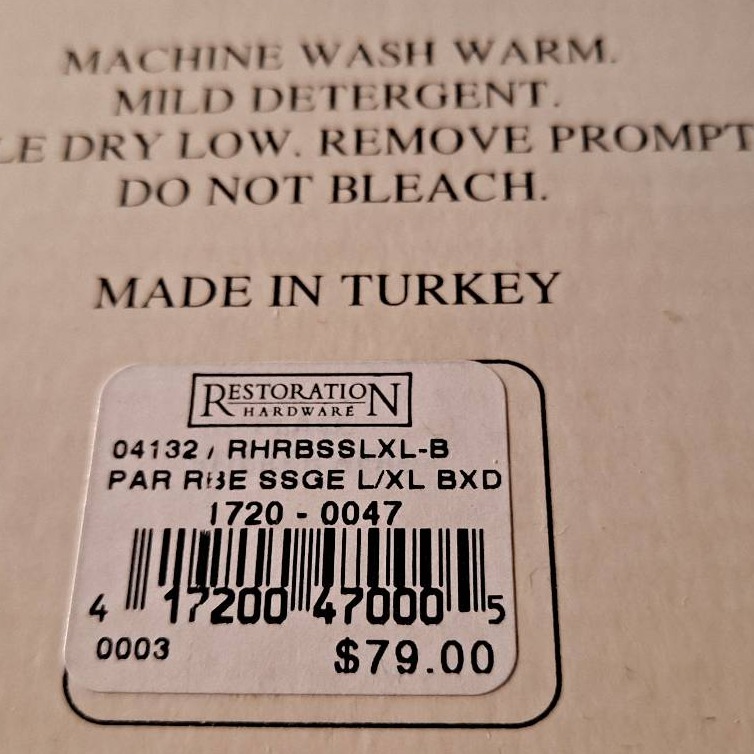 MACHINE WASH WARM.
MILD DETERGENT.
LE DRY LOW. REMOVE PROMPT
DO NOT BLEACH.
MADE IN TURKEY
RESTORATION
HARDWARE
04132 / RHRBSSLXL-B
PAR RBE SSGE L/XL BXD
1720 - 0047
4 17200 47000 5
0003 $79.00